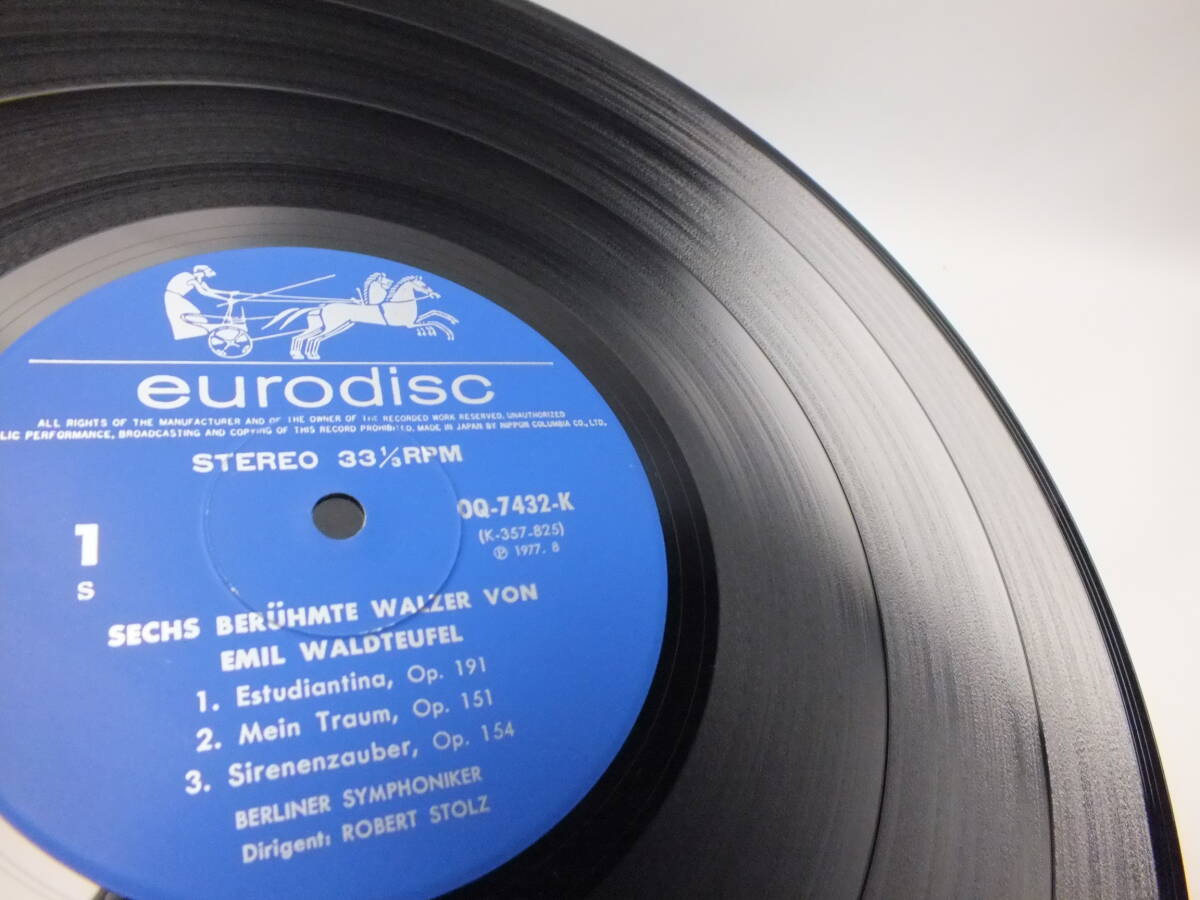 eurodisc
ALL RIGHTS OF THE MANUFACTURER AND OF THE OWNER OF THE RECORDED WORK RESERVED. UNAUTHORIZED
LIC PERFORMANCE, BROADCASTING AND COPYING OF THIS RECORD PROHIBITED. MADE IN JAPAN BY NIPPON COLUMBIA CO., LTD.
STEREO 33⅓RPM
OQ-7432-K
(K-357-825)
℗ 1977. 8
1
S
SECHS BERÜHMTE WALZER VON
EMIL WALDTEUFEL
1. Estudiantina, Op. 191
2. Mein Traum, Op. 151
3. Sirenenzauber, Op. 154
BERLINER SYMPHONIKER
Dirigent: ROBERT STOLZ